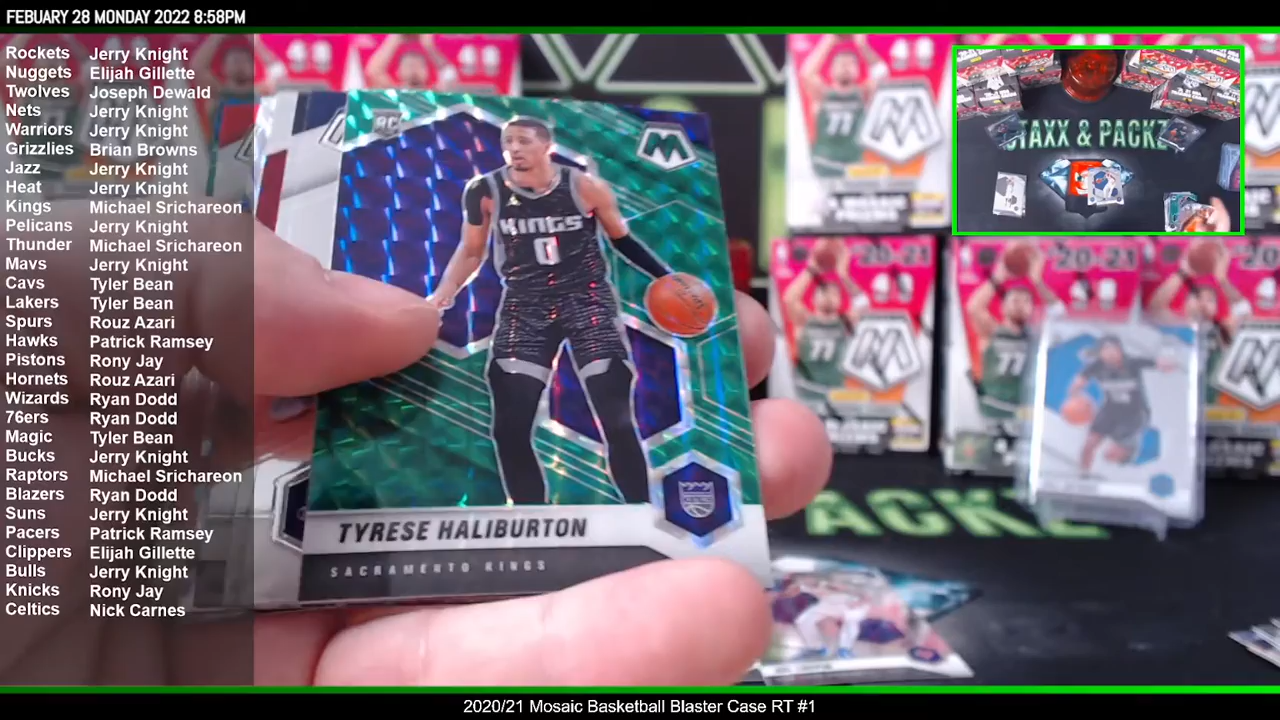 FEBUARY 28 MONDAY 2022 8:58PM
Rockets Jerry Knight
Nuggets Elijah Gillette
Twolves Joseph Dewald
Nets Jerry Knight
Warriors Jerry Knight
Grizzlies Brian Browns
Jazz Jerry Knight
Heat Jerry Knight
Kings Michael Srichareon
Pelicans Jerry Knight
Thunder Michael Srichareon
Mavs Jerry Knight
Cavs Tyler Bean
Lakers Tyler Bean
Spurs Rouz Azari
Hawks Patrick Ramsey
Pistons Rony Jay
Hornets Rouz Azari
Wizards Ryan Dodd
76ers Ryan Dodd
Magic Tyler Bean
Bucks Jerry Knight
Raptors Michael Srichareon
Blazers Ryan Dodd
Suns Jerry Knight
Pacers Patrick Ramsey
Clippers Elijah Gillette
Bulls Jerry Knight
Knicks Rony Jay
Celtics Nick Carnes
RC
KINGS
0
TYRESE HALIBURTON
SACRAMENTO KINGS
STAXX & PACKZ
20-21
20-21
77
77
77
PACKZ
2020/21 Mosaic Basketball Blaster Case RT #1